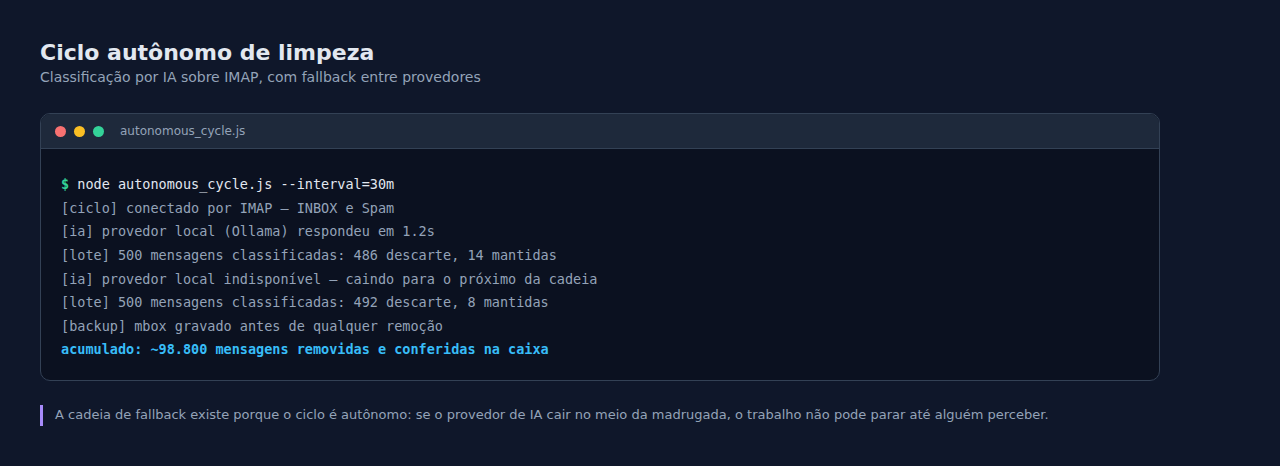 Ciclo autônomo de limpeza
Classificação por IA sobre IMAP, com fallback entre provedores
autonomous_cycle.js
$ node autonomous_cycle.js --interval=30m
[ciclo] conectado por IMAP — INBOX e Spam
[ia] provedor local (Ollama) respondeu em 1.2s
[lote] 500 mensagens classificadas: 486 descarte, 14 mantidas
[ia] provedor local indisponível — caindo para o próximo da cadeia
[lote] 500 mensagens classificadas: 492 descarte, 8 mantidas
[backup] mbox gravado antes de qualquer remoção
acumulado: ~98.800 mensagens removidas e conferidas na caixa
A cadeia de fallback existe porque o ciclo é autônomo: se o provedor de IA cair no meio da madrugada, o trabalho não pode parar até alguém perceber.